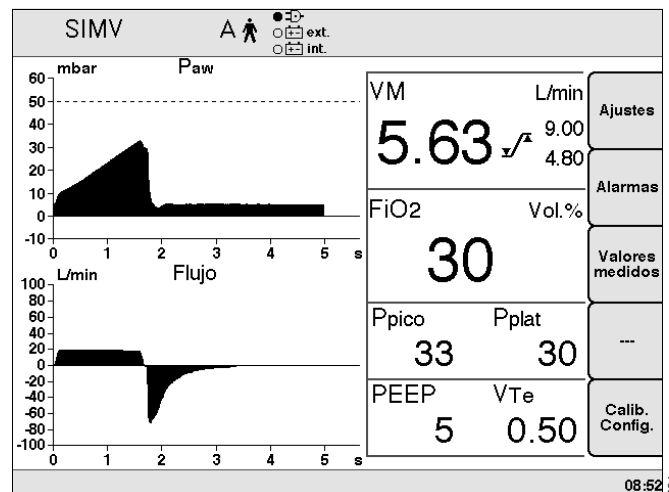 SIMV A ext.
int.
mbar Paw
60
50
40
30
20
10
0
-10
0 1 2 3 4 5 s
L/min Flujo
100
80
60
40
20
0
-20
-40
-60
-80
-100
0 1 2 3 4 5 s
VM L/min
5.63 9.00
4.80
FiO2 Vol.%
30
Ppico Pplat
33 30
PEEP VTe
5 0.50
Ajustes
Alarmas
Valores
medidos
---
Calib.
Config.
08:52